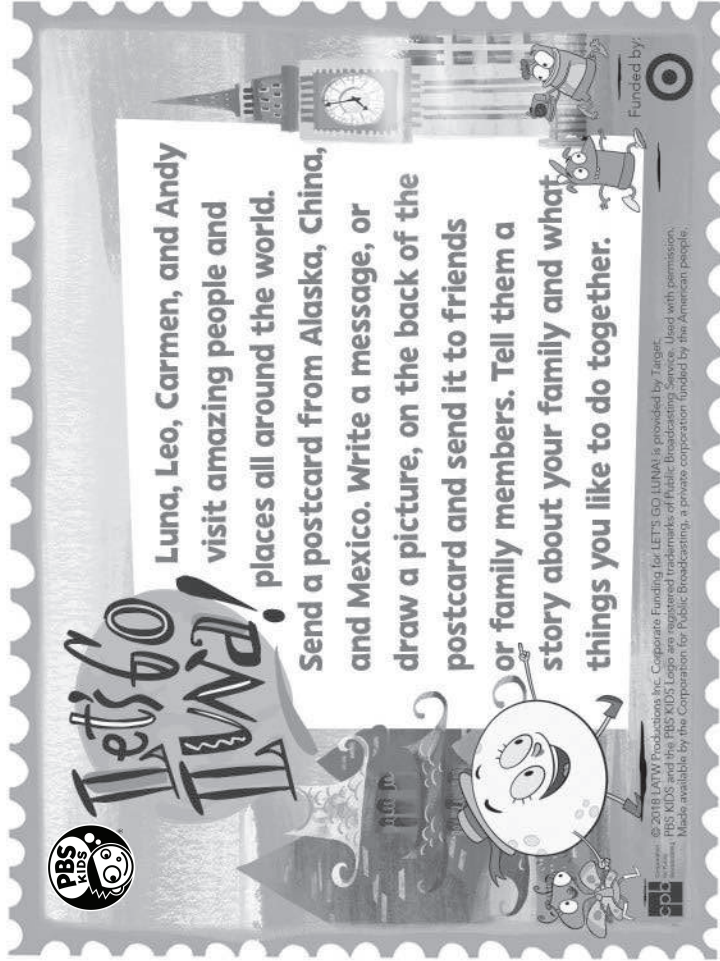 PBS
KIDS
Let's Go
LUNA!
Luna, Leo, Carmen, and Andy
visit amazing people and
places all around the world.
Send a postcard from Alaska, China,
and Mexico. Write a message, or
draw a picture, on the back of the
postcard and send it to friends
or family members. Tell them a
story about your family and what
things you like to do together.
Funded by:
cpb
Corporation
for Public
Broadcasting
© 2018 LATW Productions Inc. Corporate Funding for LET'S GO LUNA! is provided by Target.
PBS KIDS and the PBS KIDS Logo are registered trademarks of Public Broadcasting Service. Used with permission.
Made available by the Corporation for Public Broadcasting, a private corporation funded by the American people.